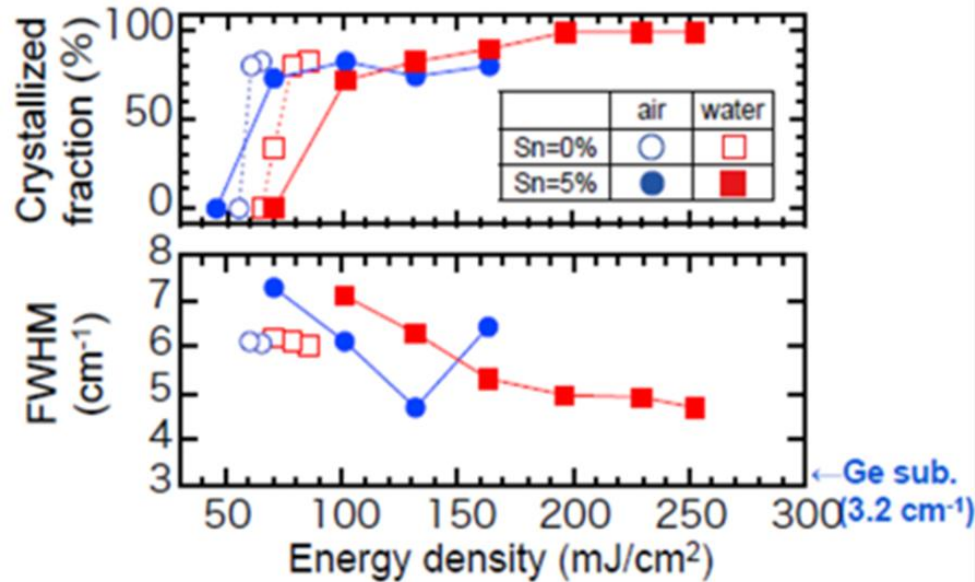 Crystallized
fraction (%)
100
50
0
air water
Sn=0%
Sn=5%
FWHM
(cm-1)
8
7
6
5
4
3
←Ge sub.
(3.2 cm-1)
50 100 150 200 250 300
Energy density (mJ/cm2)